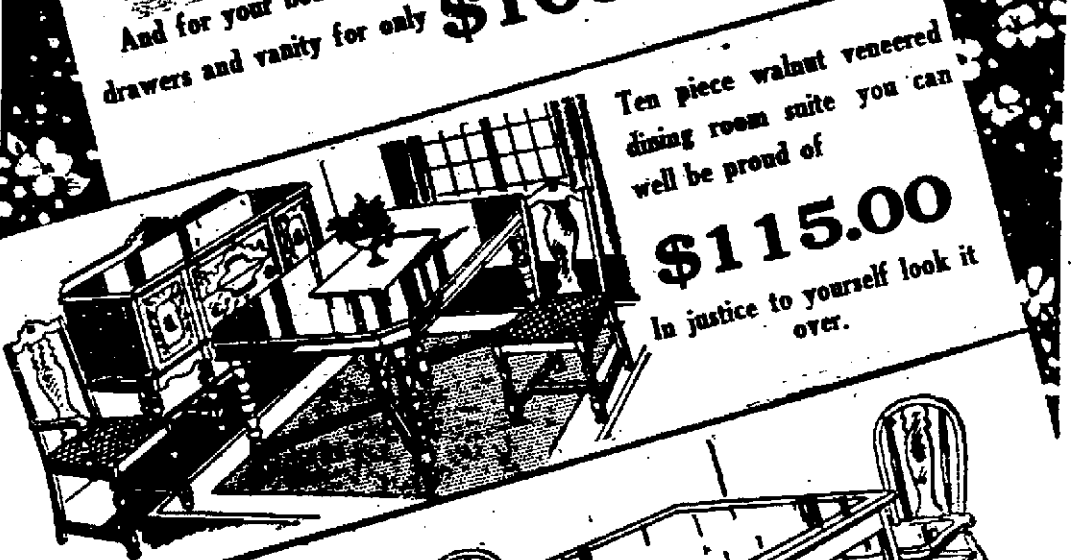 And for your
drawers and vanity for only
Ten piece walnut veneered
dining room suite you can
well be proud of
$115.00
In justice to yourself look it
over.